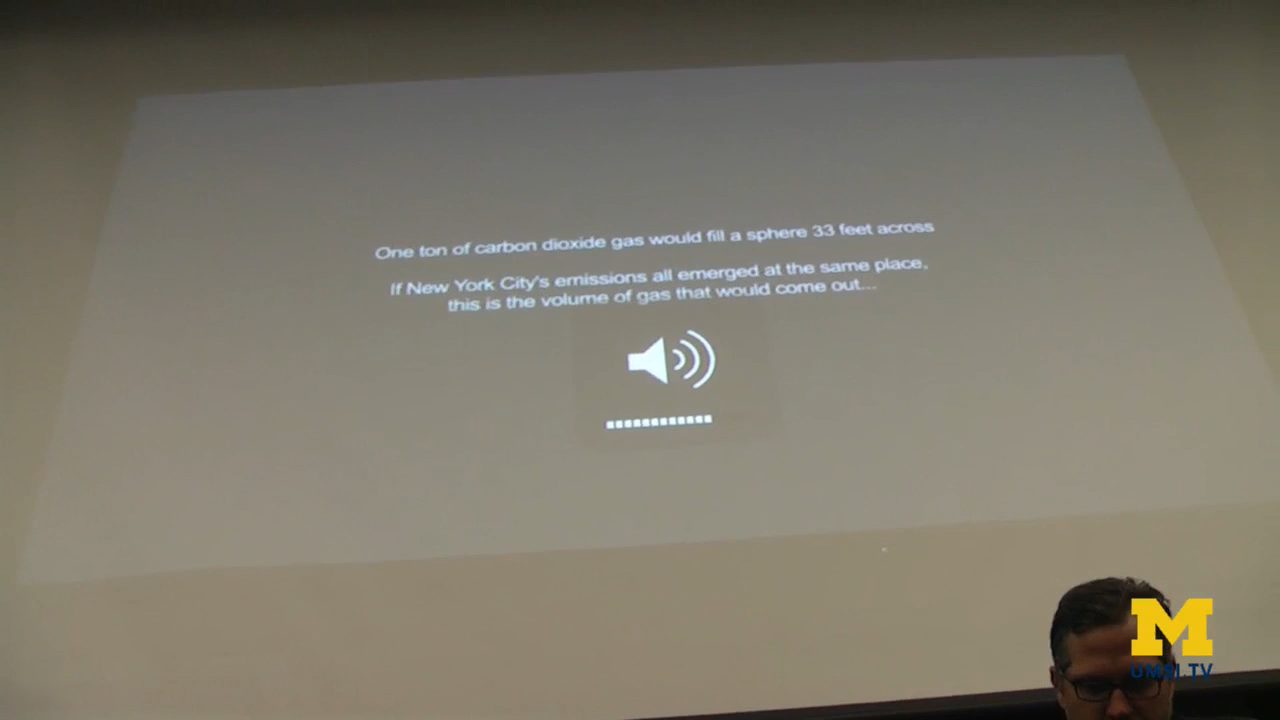 One ton of carbon dioxide gas would fill a sphere 33 feet across
If New York City's emissions all emerged at the same place,
this is the volume of gas that would come out...
M
UMSI.TV